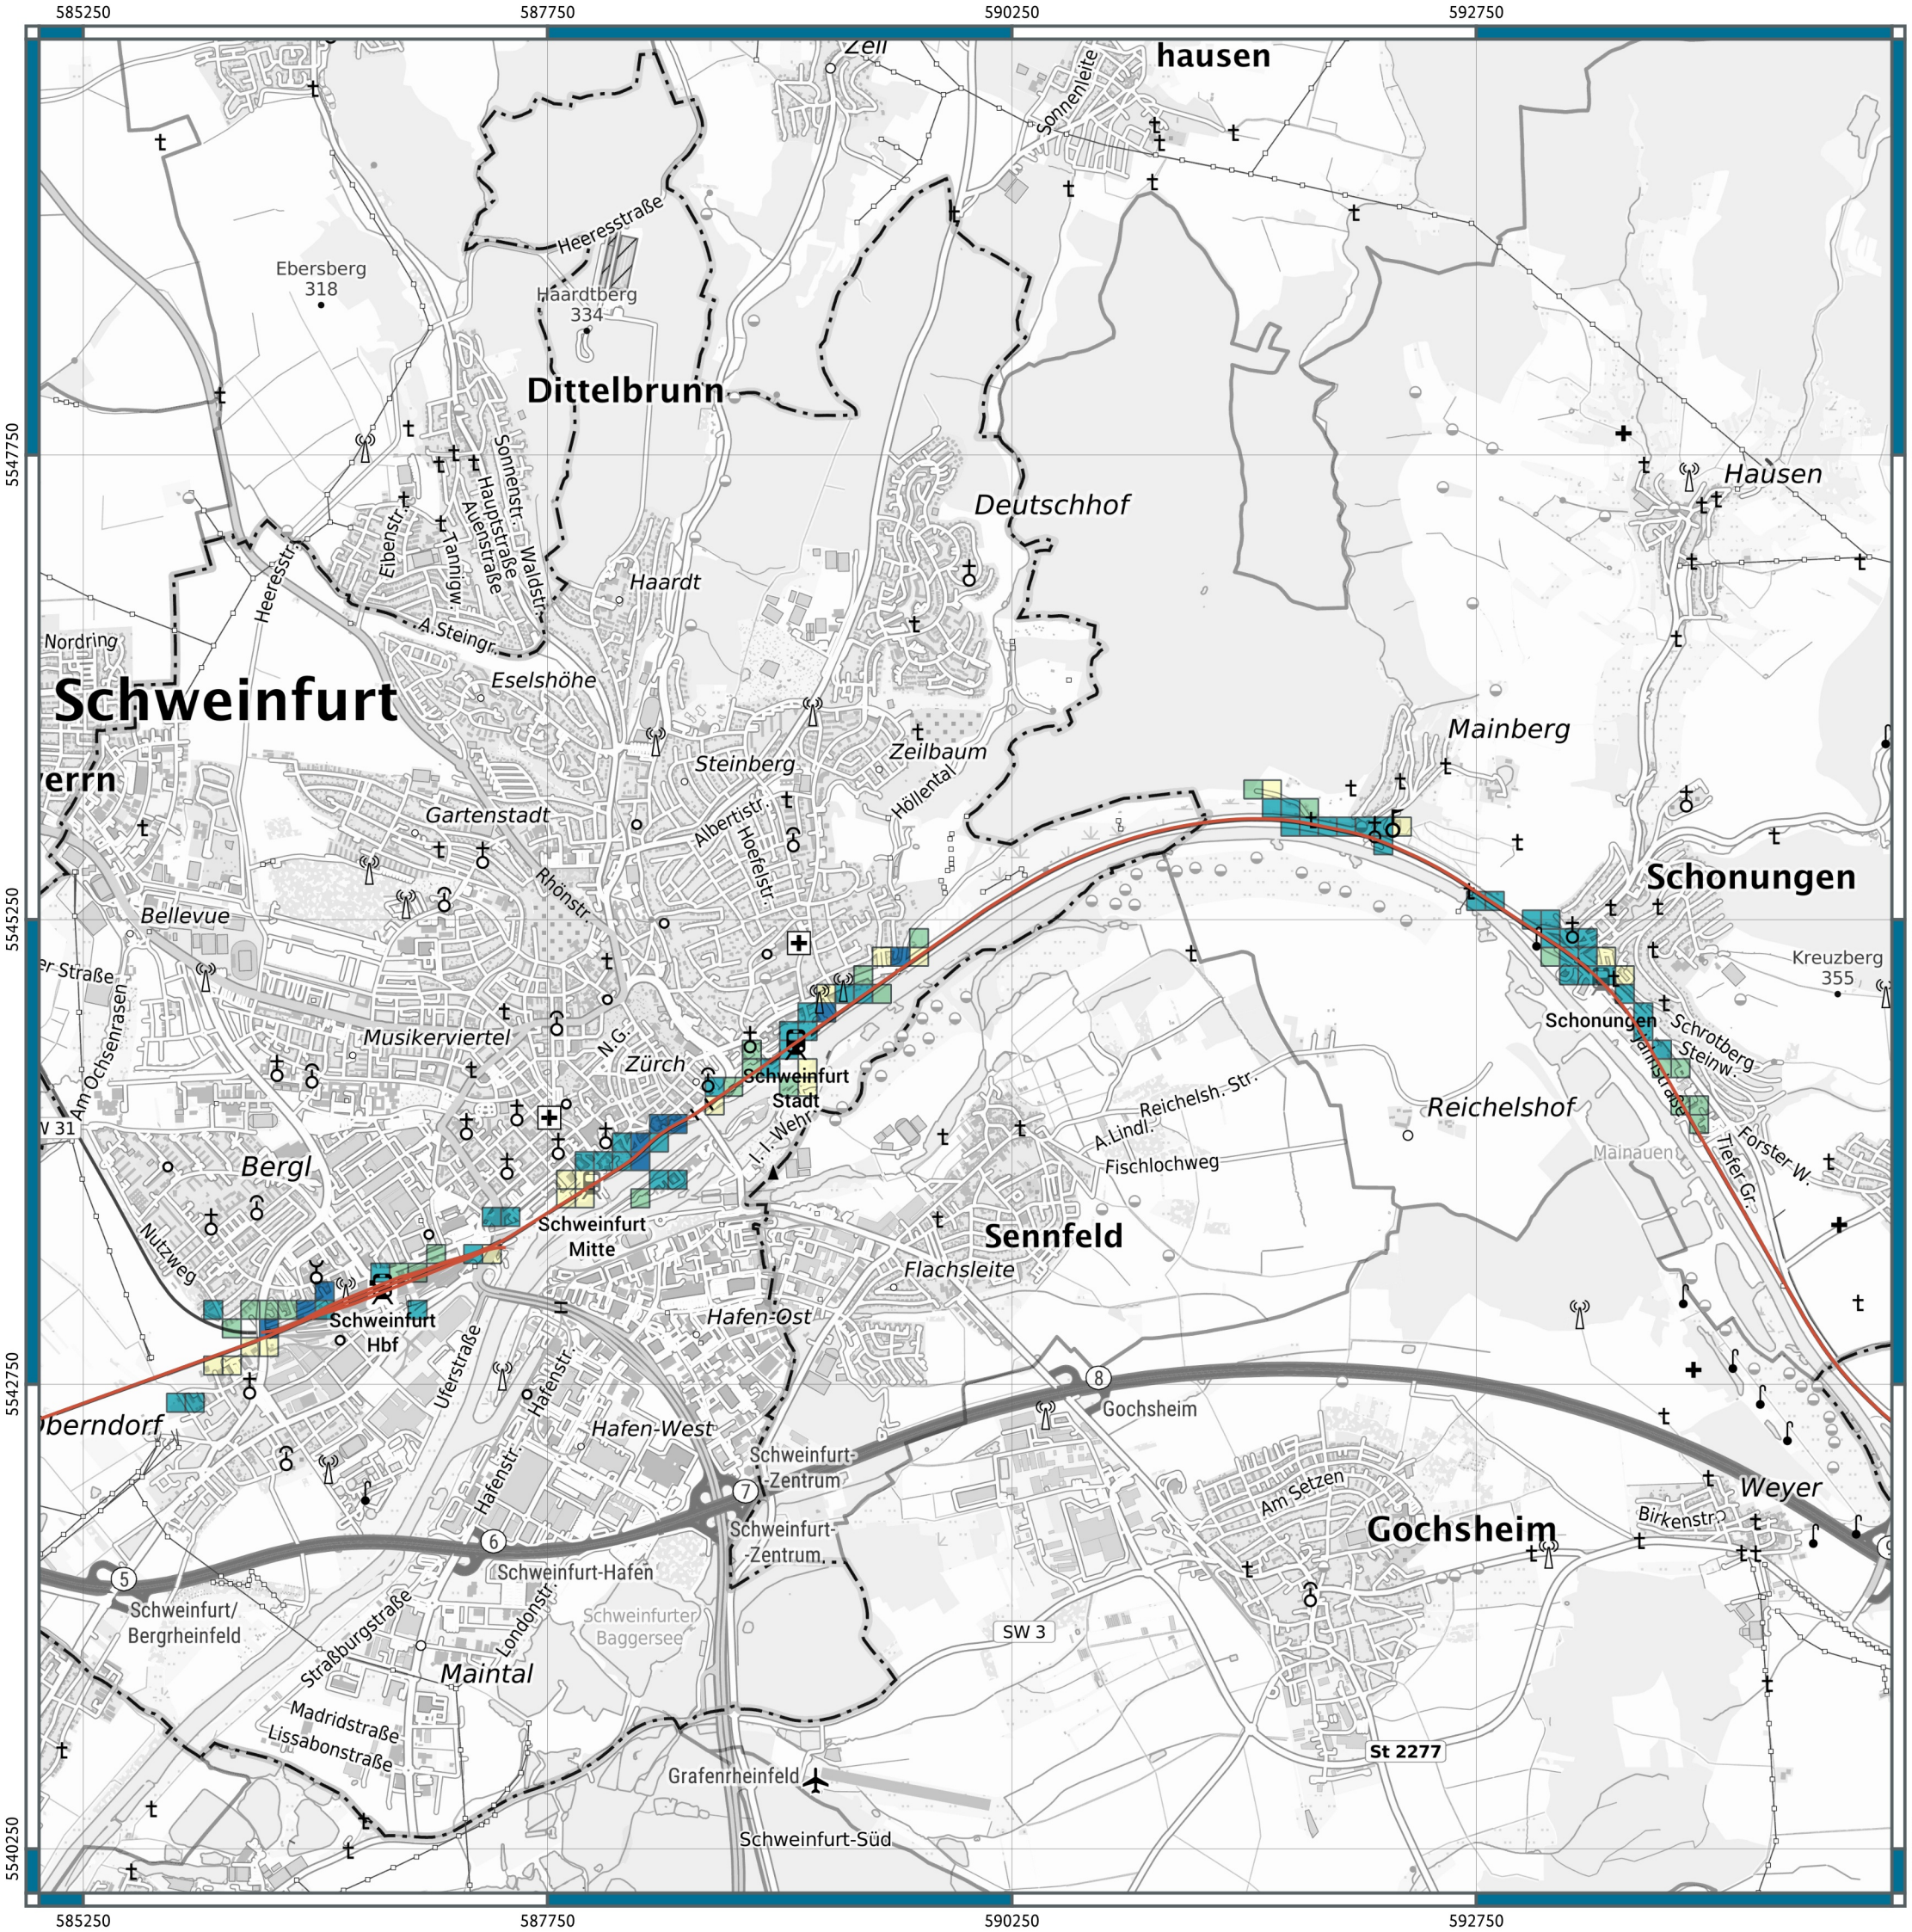 585250
587750
590250
592750
Zell
hausen
Sonnenleite
Heeresstraße
Ebersberg
318
Haardtberg
334
Dittelbrunn
5547750
Sonnenstr.
Hauptstraße
Auenstraße
Waldstr.
Eibenstr.
Tannigw.
Deutschhof
Hausen
Heeresstr.
Haardt
A.Steingr.
Nordring
Eselshöhe
Schweinfurt
Mainberg
Zeilbaum
Steinberg
Höllental
Gartenstadt
Albertistr.
Hoefelstr.
werrn
Rhönstr.
Schonungen
Bellevue
5545250
er Straße
Kreuzberg
355
Am Ochsenrasen
Musikerviertel
N.G.
Zürch
Schonungen
Schrotberg
Steinw.
Schweinfurt
Stadt
Reichelsh. Str.
A.Lindl.
Fischlochweg
Reichelshof
W 31
I. I. Wehr
Mainauen
Forster W.
Tiefer Gr.
Bergl
Schweinfurt
Mitte
Sennfeld
Nutzweg
Flachsleite
Schweinfurt
Hbf
Hafen-Ost
Uferstraße
Hafenstr.
8
Gochsheim
5542750
Oberndorf
Hafen-West
Schweinfurt-
-Zentrum
7
Hafenstr.
Am Setzen
Weyer
Birkenstr.
Schweinfurt-
-Zentrum
Gochsheim
6
Schweinfurt-Hafen
9
5
Schweinfurt/
Bergrheinfeld
Straßburgstraße
Londonstr.
Schweinfurter
Baggersee
SW 3
Maintal
Madridstraße
Lissabonstraße
St 2277
Grafenrheinfeld
Schweinfurt-Süd
5540250
585250
587750
590250
592750